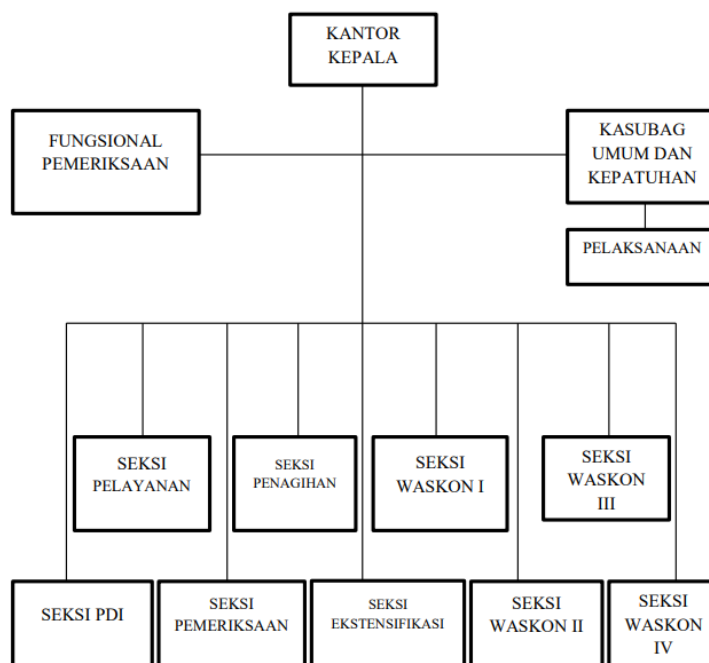 KANTOR
KEPALA
FUNGSIONAL
PEMERIKSAAN
KASUBAG
UMUM DAN
KEPATUHAN
PELAKSANAAN
SEKSI
PELAYANAN
SEKSI
PENAGIHAN
SEKSI
WASKON I
SEKSI
WASKON
III
SEKSI PDI
SEKSI
PEMERIKSAAN
SEKSI
EKSTENSIFIKASI
SEKSI
WASKON II
SEKSI
WASKON
IV